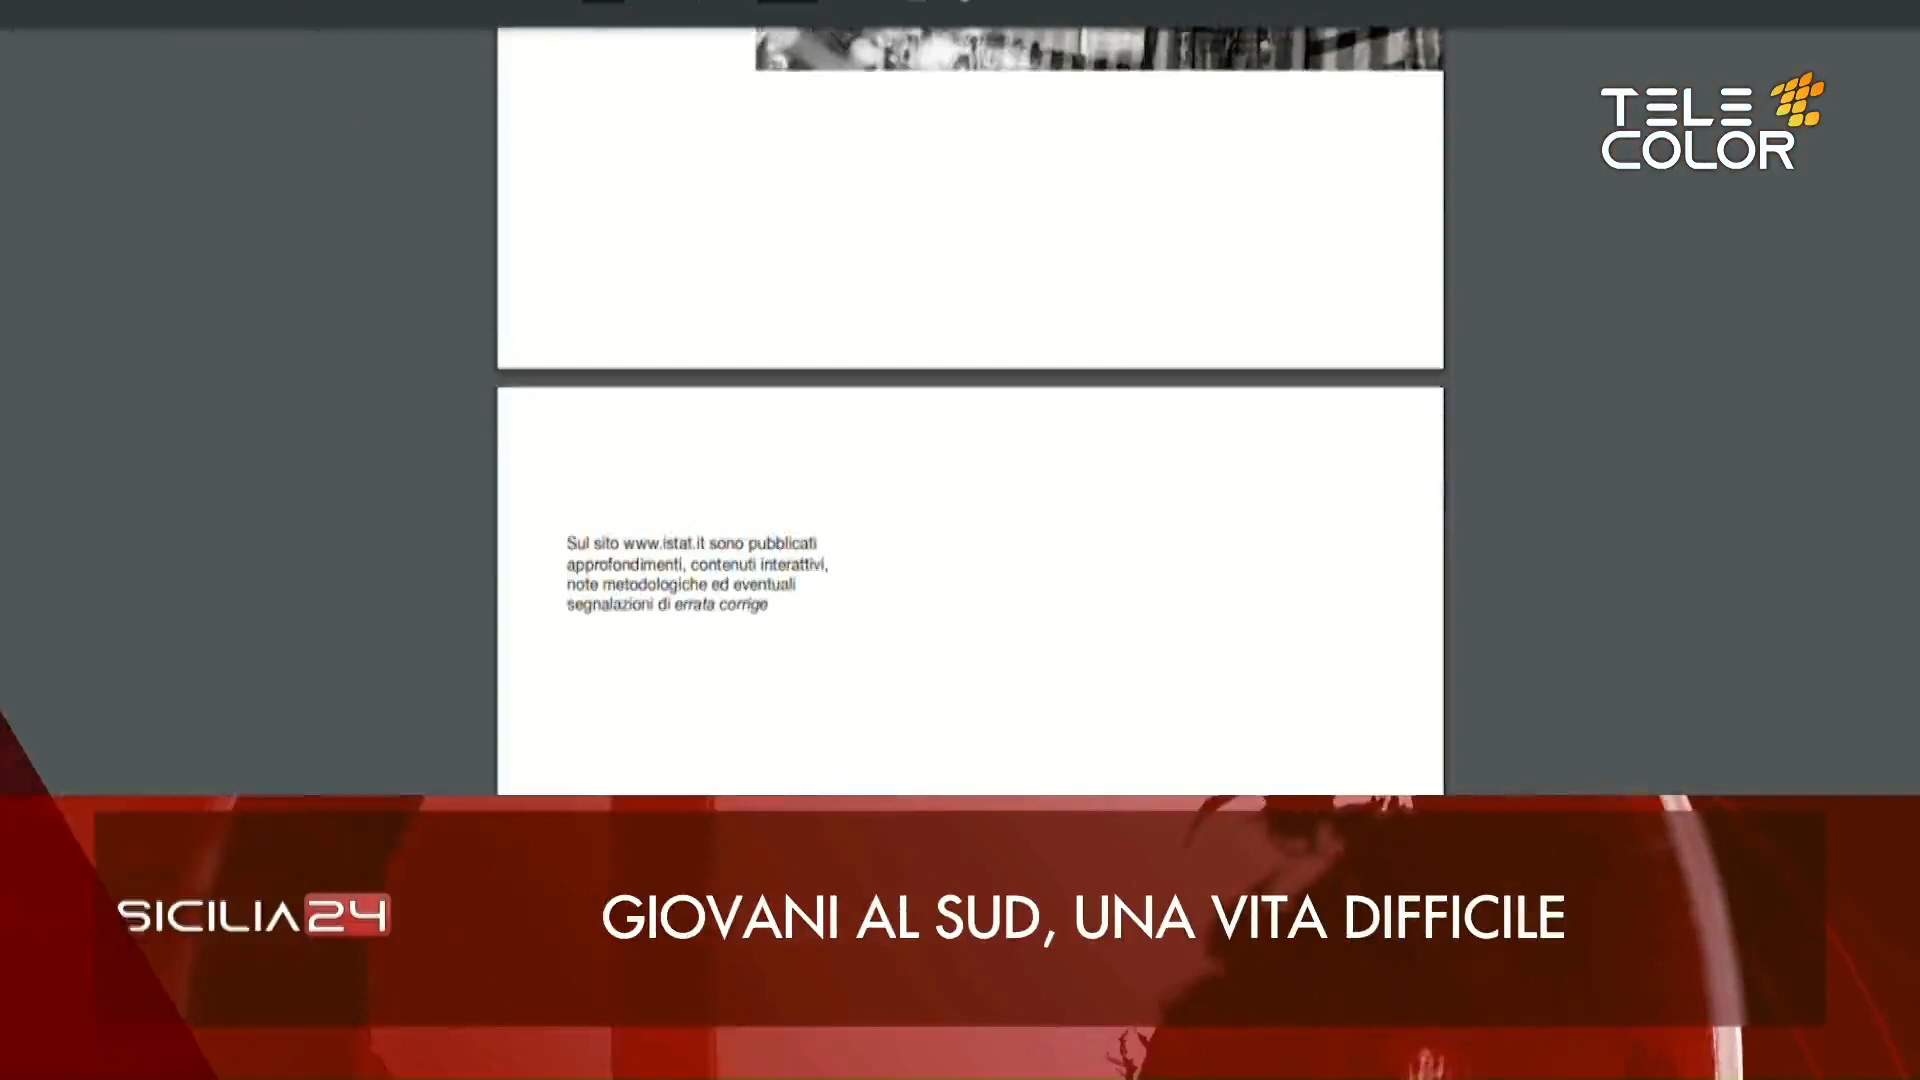 TELE
COLOR
Sul sito www.istat.it sono pubblicati
approfondimenti, contenuti interattivi,
note metodologiche ed eventuali
segnalazioni di errata corrige
SICILIA24
GIOVANI AL SUD, UNA VITA DIFFICILE